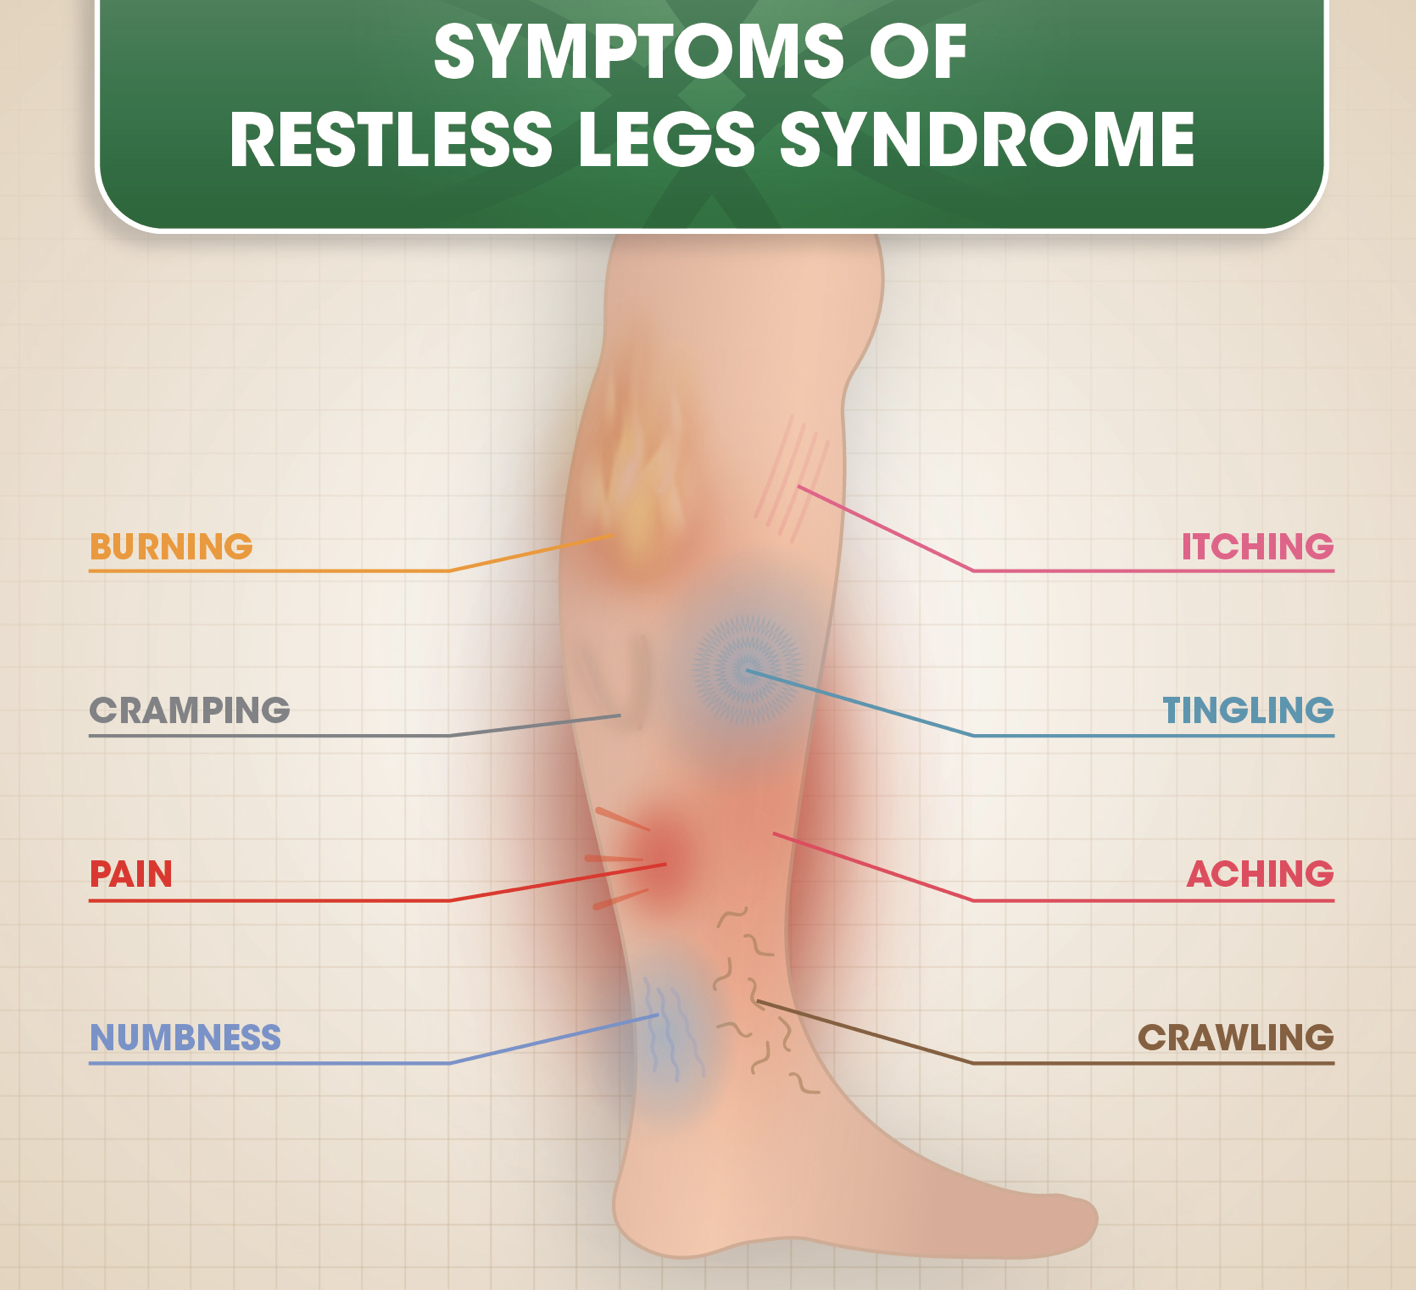 SYMPTOMS OF
RESTLESS LEGS SYNDROME
BURNING
ITCHING
CRAMPING
TINGLING
PAIN
ACHING
NUMBNESS
CRAWLING